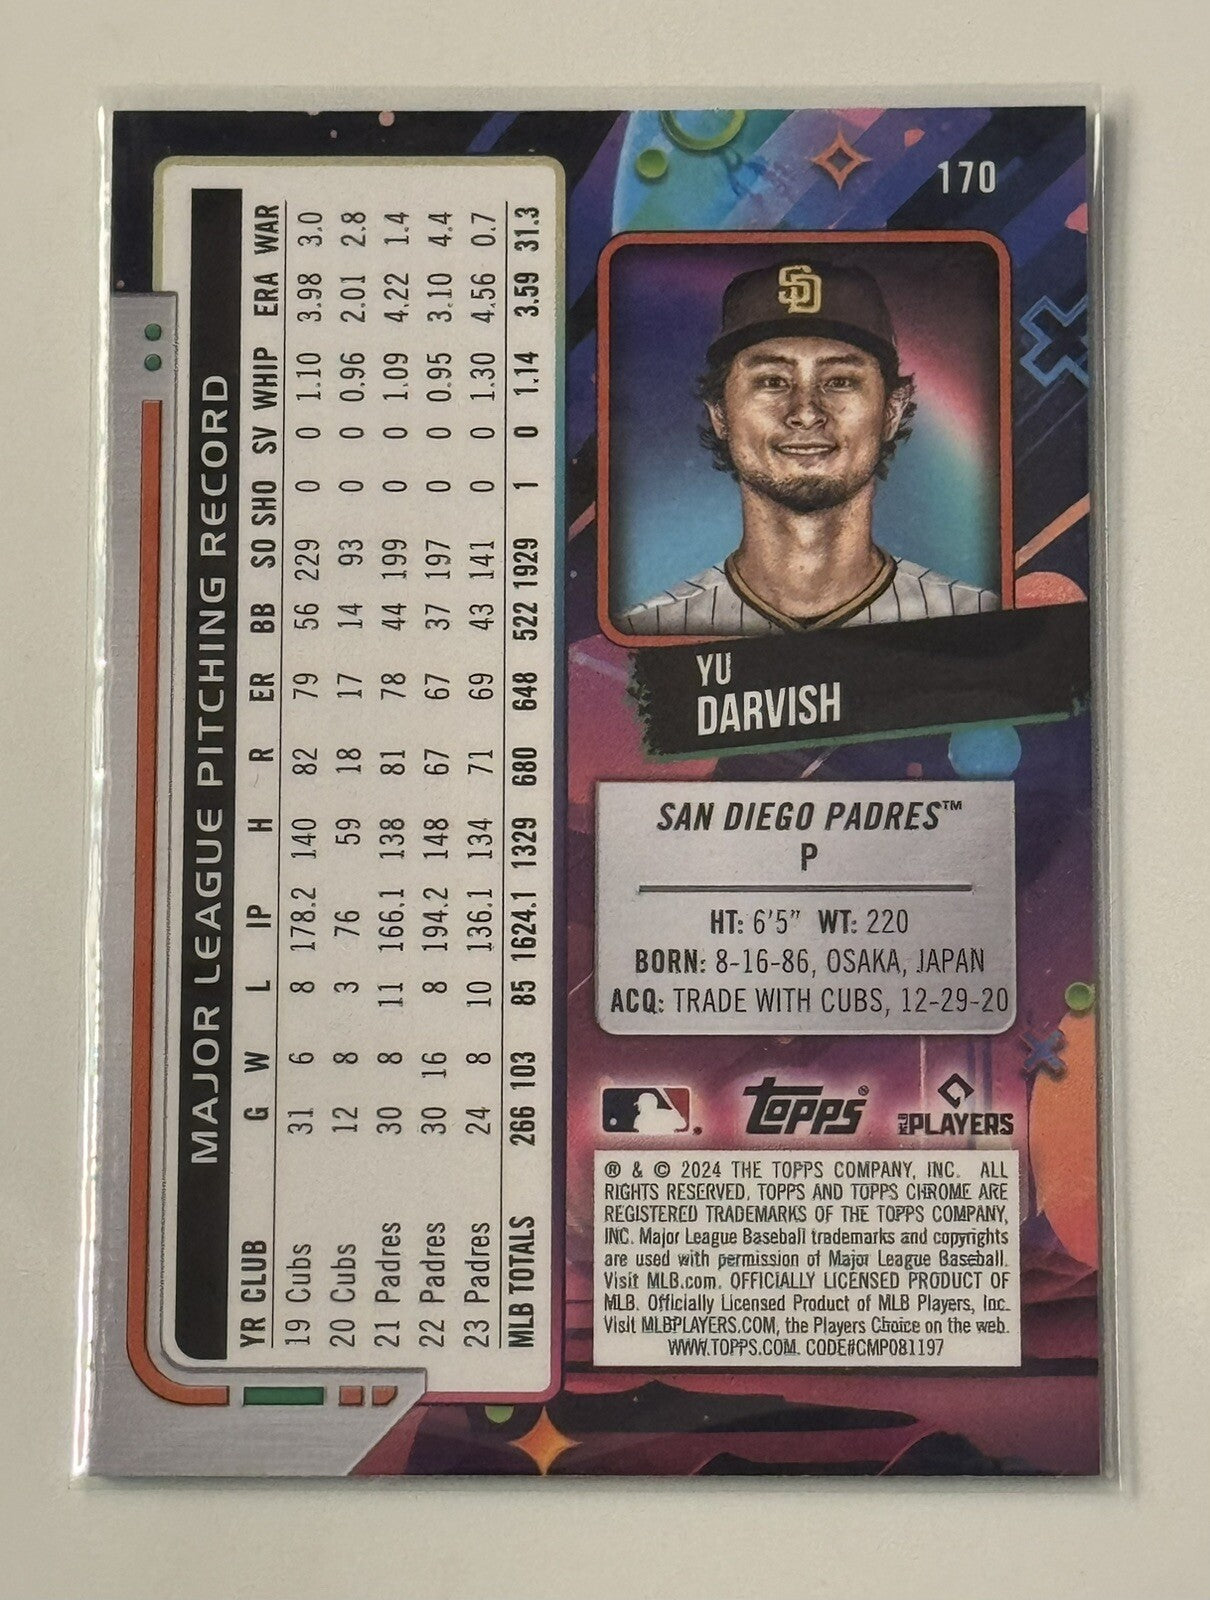 170
SD
YU
DARVISH
SAN DIEGO PADRES™
P
HT: 6'5" WT: 220
BORN: 8-16-86, OSAKA, JAPAN
ACQ: TRADE WITH CUBS, 12-29-20
topps®
MLB PLAYERS
® & © 2024 THE TOPPS COMPANY, INC. ALL
RIGHTS RESERVED. TOPPS AND TOPPS CHROME ARE
REGISTERED TRADEMARKS OF THE TOPPS COMPANY,
INC. Major League Baseball trademarks and copyrights
are used with permission of Major League Baseball.
Visit MLB.com. OFFICIALLY LICENSED PRODUCT OF
MLB. Officially Licensed Product of MLB Players, Inc.
Visit MLBPLAYERS.COM, the Players Choice on the web.
WWW.TOPPS.COM. CODE#CMP081197
MAJOR LEAGUE PITCHING RECORD
YR CLUB G W L IP H R ER BB SO SHO SV WHIP ERA WAR
19 Cubs 31 6 8 178.2 140 82 79 56 229 0 0 1.10 3.98 3.0
20 Cubs 12 8 3 76 59 18 17 14 93 0 0 0.96 2.01 2.8
21 Padres 30 8 11 166.1 138 81 78 44 199 0 0 1.09 4.22 1.4
22 Padres 30 16 8 194.2 148 67 67 37 197 0 0 0.95 3.10 4.4
23 Padres 24 8 10 136.1 134 71 69 43 141 0 0 1.30 4.56 0.7
MLB TOTALS 266 103 85 1624.1 1329 680 648 522 1929 1 0 1.14 3.59 31.3